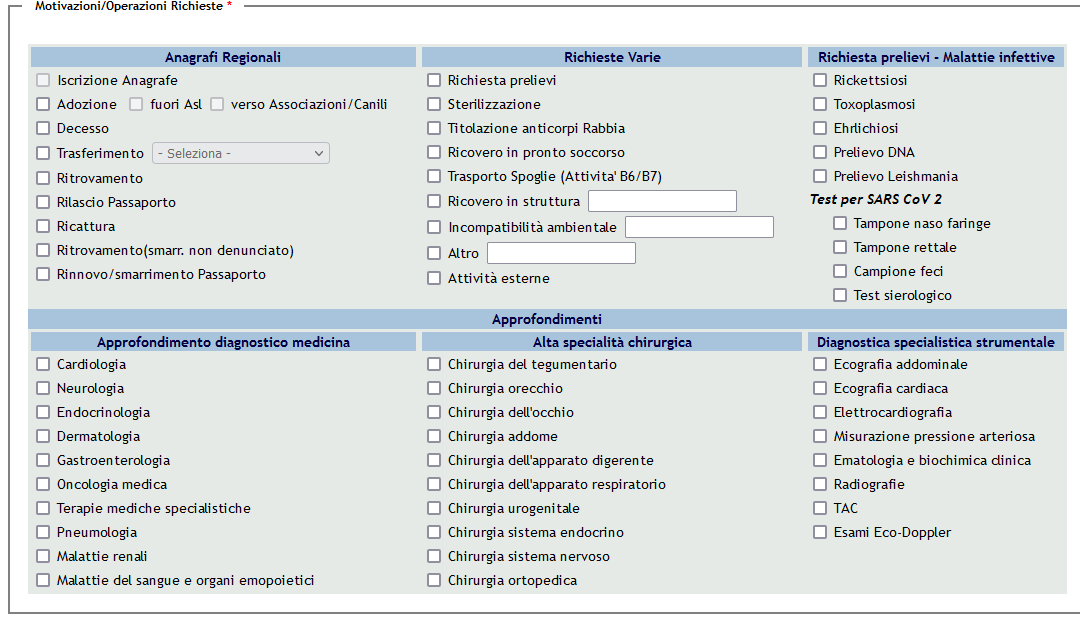 Motivazioni/Operazioni Richieste *
Anagrafi Regionali
Iscrizione Anagrafe
Adozione fuori Asl verso Associazioni/Canili
Decesso
Trasferimento - Seleziona -
Ritrovamento
Rilascio Passaporto
Ricattura
Ritrovamento(smarr. non denunciato)
Rinnovo/smarrimento Passaporto
Richieste Varie
Richiesta prelievi
Sterilizzazione
Titolazione anticorpi Rabbia
Ricovero in pronto soccorso
Trasporto Spoglie (Attivita' B6/B7)
Ricovero in struttura
Incompatibilità ambientale
Altro
Attività esterne
Richiesta prelievi - Malattie infettive
Rickettsiosi
Toxoplasmosi
Ehrlichiosi
Prelievo DNA
Prelievo Leishmania
Test per SARS CoV 2
Tampone naso faringe
Tampone rettale
Campione feci
Test sierologico
Approfondimenti
Approfondimento diagnostico medicina
Cardiologia
Neurologia
Endocrinologia
Dermatologia
Gastroenterologia
Oncologia medica
Terapie mediche specialistiche
Pneumologia
Malattie renali
Malattie del sangue e organi emopoietici
Alta specialità chirurgica
Chirurgia del tegumentario
Chirurgia orecchio
Chirurgia dell'occhio
Chirurgia addome
Chirurgia dell'apparato digerente
Chirurgia dell'apparato respiratorio
Chirurgia urogenitale
Chirurgia sistema endocrino
Chirurgia sistema nervoso
Chirurgia ortopedica
Diagnostica specialistica strumentale
Ecografia addominale
Ecografia cardiaca
Elettrocardiografia
Misurazione pressione arteriosa
Ematologia e biochimica clinica
Radiografie
TAC
Esami Eco-Doppler